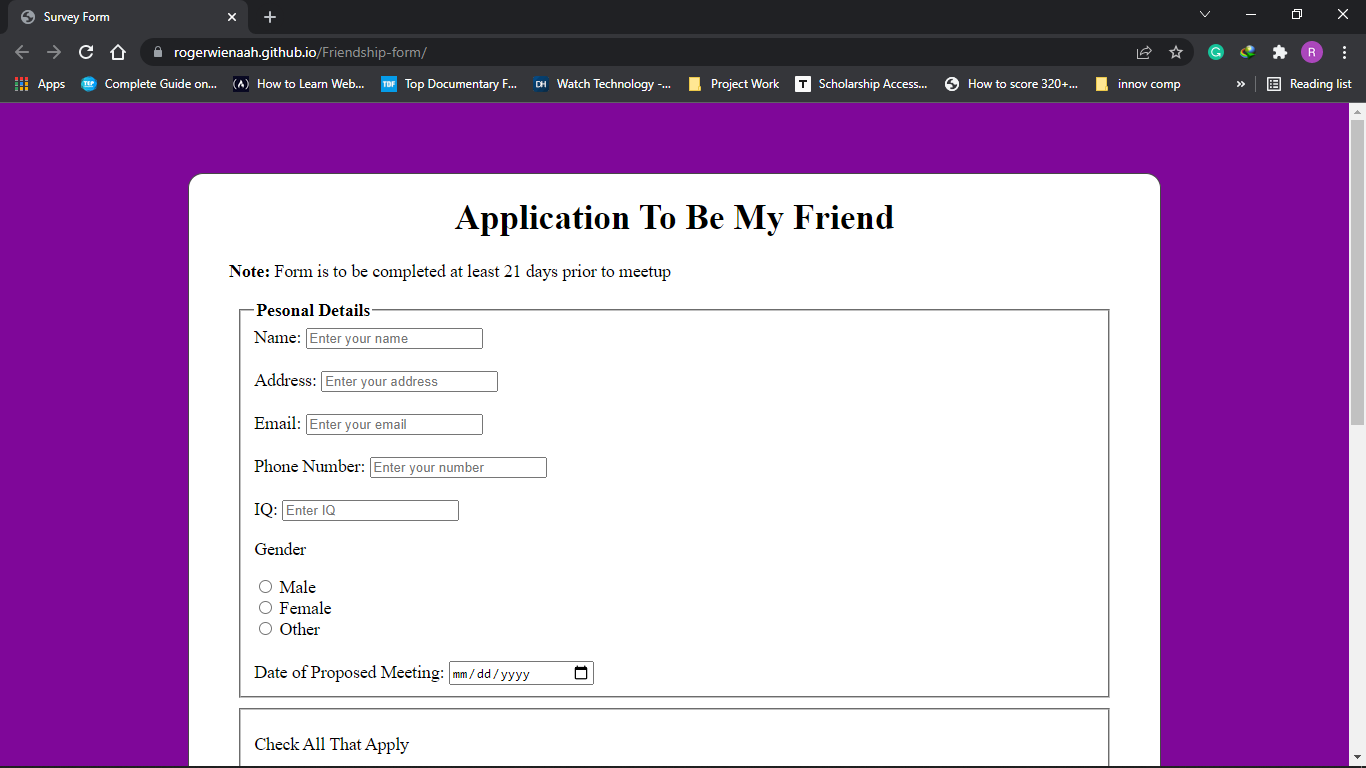 Survey Form
rogerwienaah.github.io/Friendship-form/
R
Apps TOP Complete Guide on... (A) How to Learn Web... TDF Top Documentary F... DH Watch Technology -... Project Work T Scholarship Access... How to score 320+... innov comp » Reading list
Application To Be My Friend
Note: Form is to be completed at least 21 days prior to meetup
Pesonal Details
Name: Enter your name
Address: Enter your address
Email: Enter your email
Phone Number: Enter your number
IQ: Enter IQ
Gender
Male
Female
Other
Date of Proposed Meeting: mm/dd/yyyy
Check All That Apply